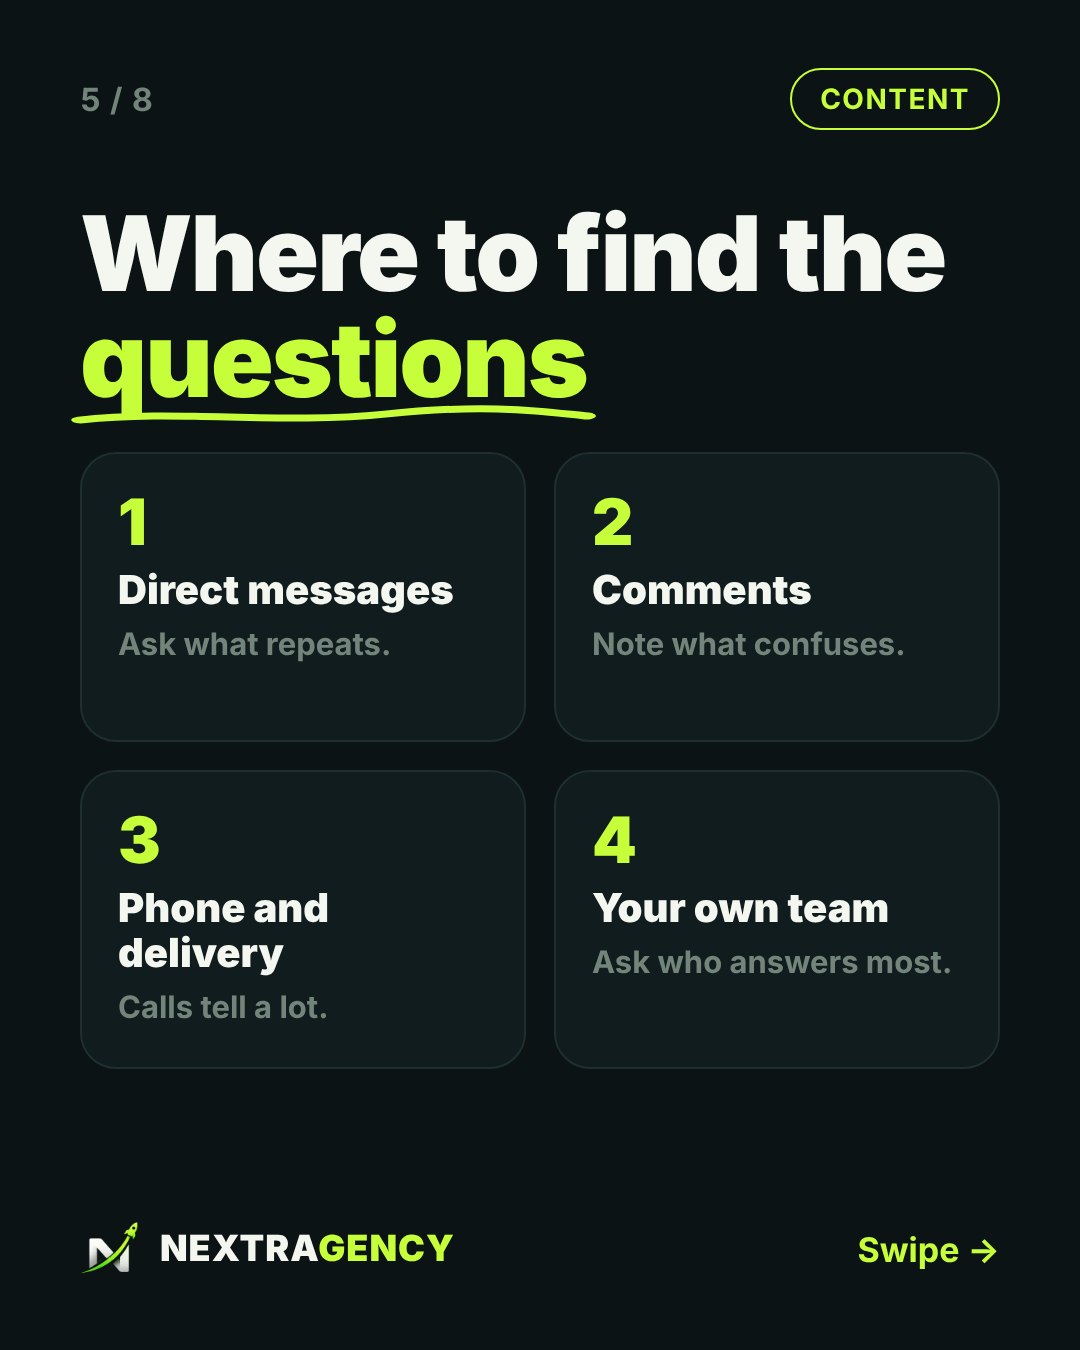 5 / 8
CONTENT
Where to find the
questions
1
Direct messages
Ask what repeats.
2
Comments
Note what confuses.
3
Phone and
delivery
Calls tell a lot.
4
Your own team
Ask who answers most.
NEXTRAGENCY
Swipe →